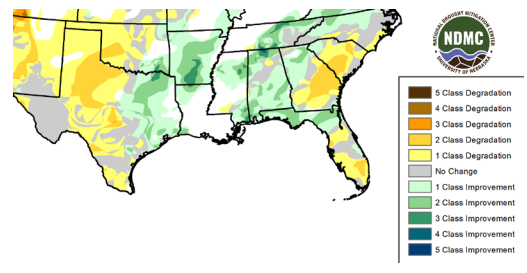 NATIONAL DROUGHT MITIGATION CENTER
NDMC
UNIVERSITY OF NEBRASKA
5 Class Degradation
4 Class Degradation
3 Class Degradation
2 Class Degradation
1 Class Degradation
No Change
1 Class Improvement
2 Class Improvement
3 Class Improvement
4 Class Improvement
5 Class Improvement